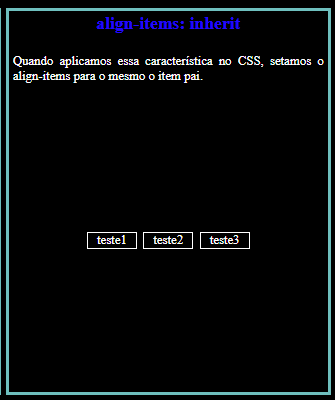 align-items: inherit
Quando aplicamos essa característica no CSS, setamos o
align-items para o mesmo o item pai.
teste1 teste2 teste3